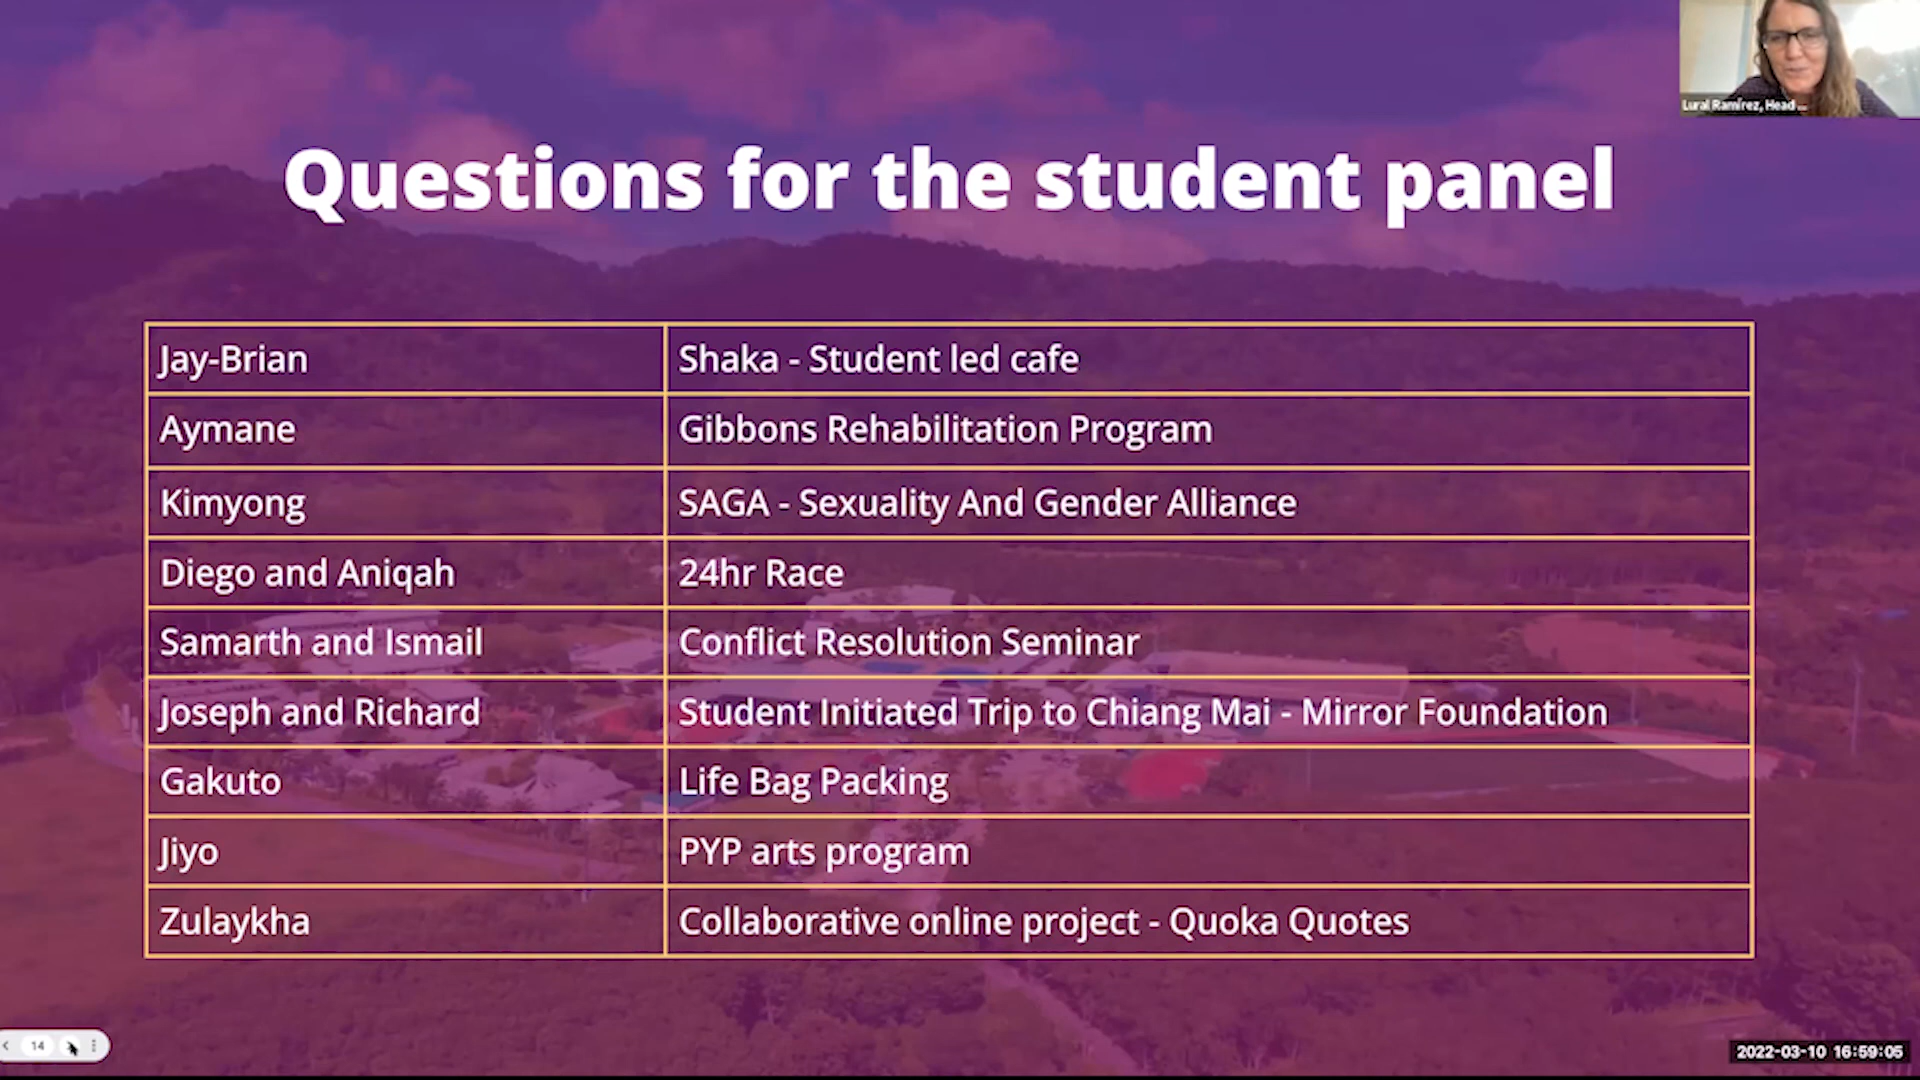 Lural Ramírez, Head ...
Questions for the student panel
Jay-Brian Shaka - Student led cafe
Aymane Gibbons Rehabilitation Program
Kimyong SAGA - Sexuality And Gender Alliance
Diego and Aniqah 24hr Race
Samarth and Ismail Conflict Resolution Seminar
Joseph and Richard Student Initiated Trip to Chiang Mai - Mirror Foundation
Gakuto Life Bag Packing
Jiyo PYP arts program
Zulaykha Collaborative online project - Quoka Quotes
14
2022-03-10 16:59:05